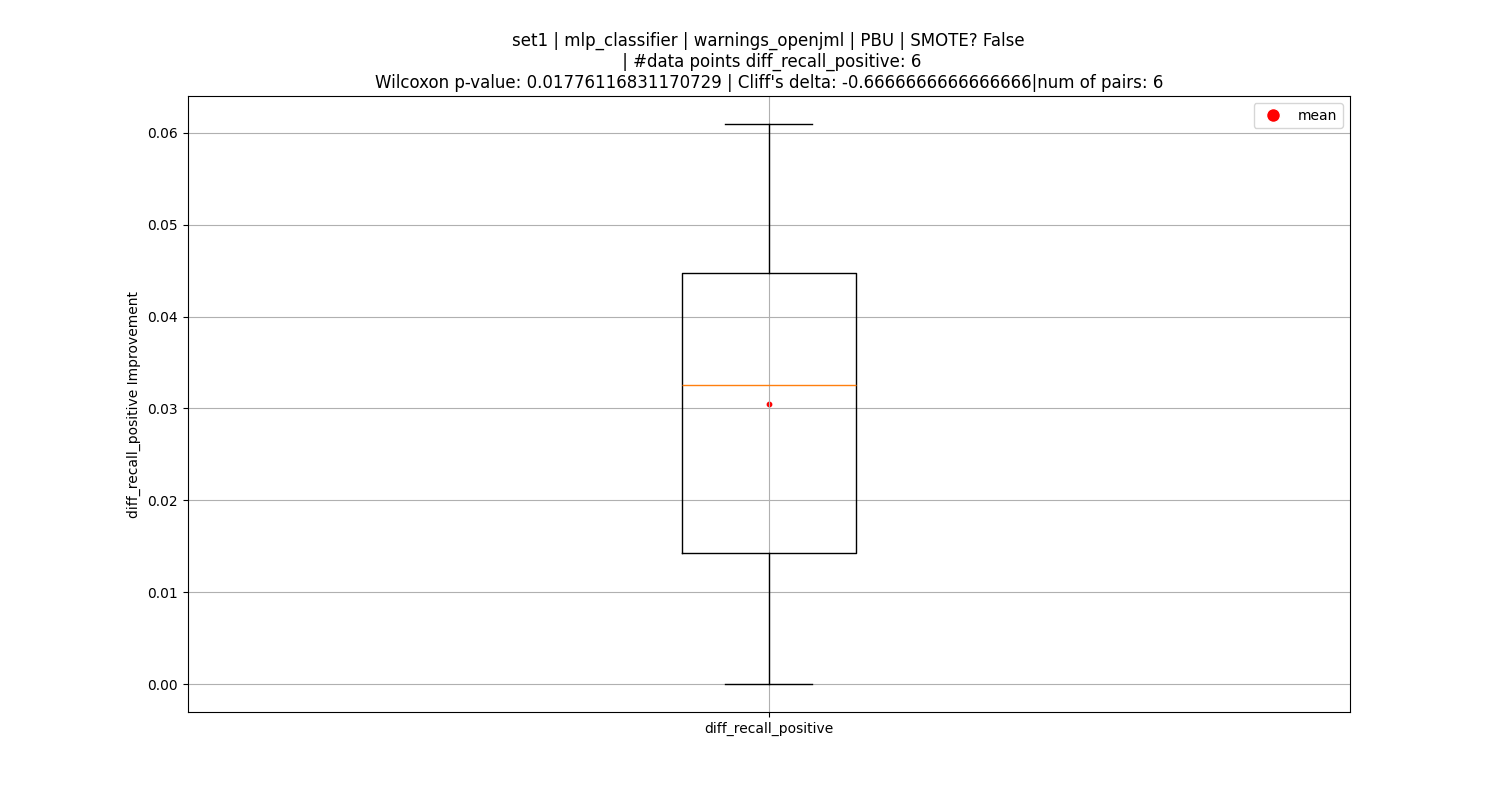 set1 | mlp_classifier | warnings_openjml | PBU | SMOTE? False
| #data points diff_recall_positive: 6
Wilcoxon p-value: 0.01776116831170729 | Cliff's delta: -0.6666666666666666|num of pairs: 6
mean
0.06
0.05
0.04
0.03
0.02
0.01
0.00
diff_recall_positive Improvement
diff_recall_positive